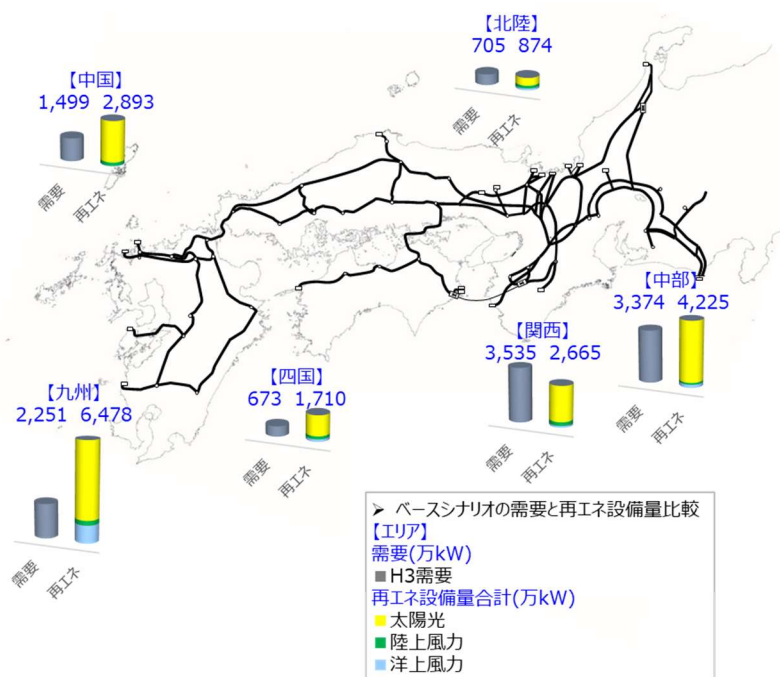 【北陸】
705 874
需要
再エネ
【中国】
1,499 2,893
需要
再エネ
【中部】
3,374 4,225
需要
再エネ
【関西】
3,535 2,665
需要
再エネ
【四国】
673 1,710
需要
再エネ
【九州】
2,251 6,478
需要
再エネ
➢ ベースシナリオの需要と再エネ設備量比較
【エリア】
需要(万kW)
■H3需要
再エネ設備量合計(万kW)
■太陽光
■陸上風力
■洋上風力